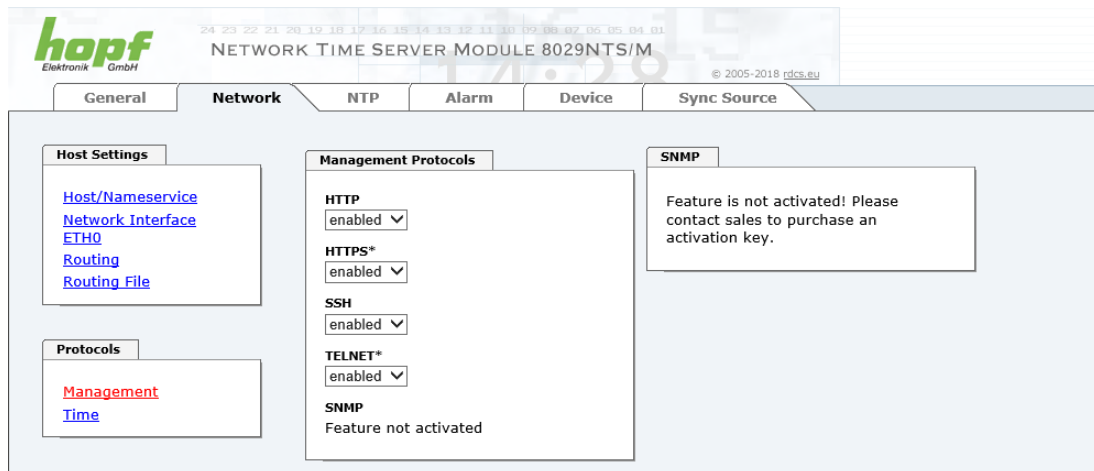 hopf
Elektronik GmbH
24 23 22 21 20 19 18 17 16 15 14 13 12 11 10 09 08 07 06 05 04 01
NETWORK TIME SERVER MODULE 8029NTS/M
14:28
© 2005-2018 rdcs.eu
General Network NTP Alarm Device Sync Source
Host Settings
Host/Nameservice
Network Interface
ETH0
Routing
Routing File
Protocols
Management
Time
Management Protocols
HTTP
enabled
HTTPS*
enabled
SSH
enabled
TELNET*
enabled
SNMP
Feature not activated
SNMP
Feature is not activated! Please
contact sales to purchase an
activation key.